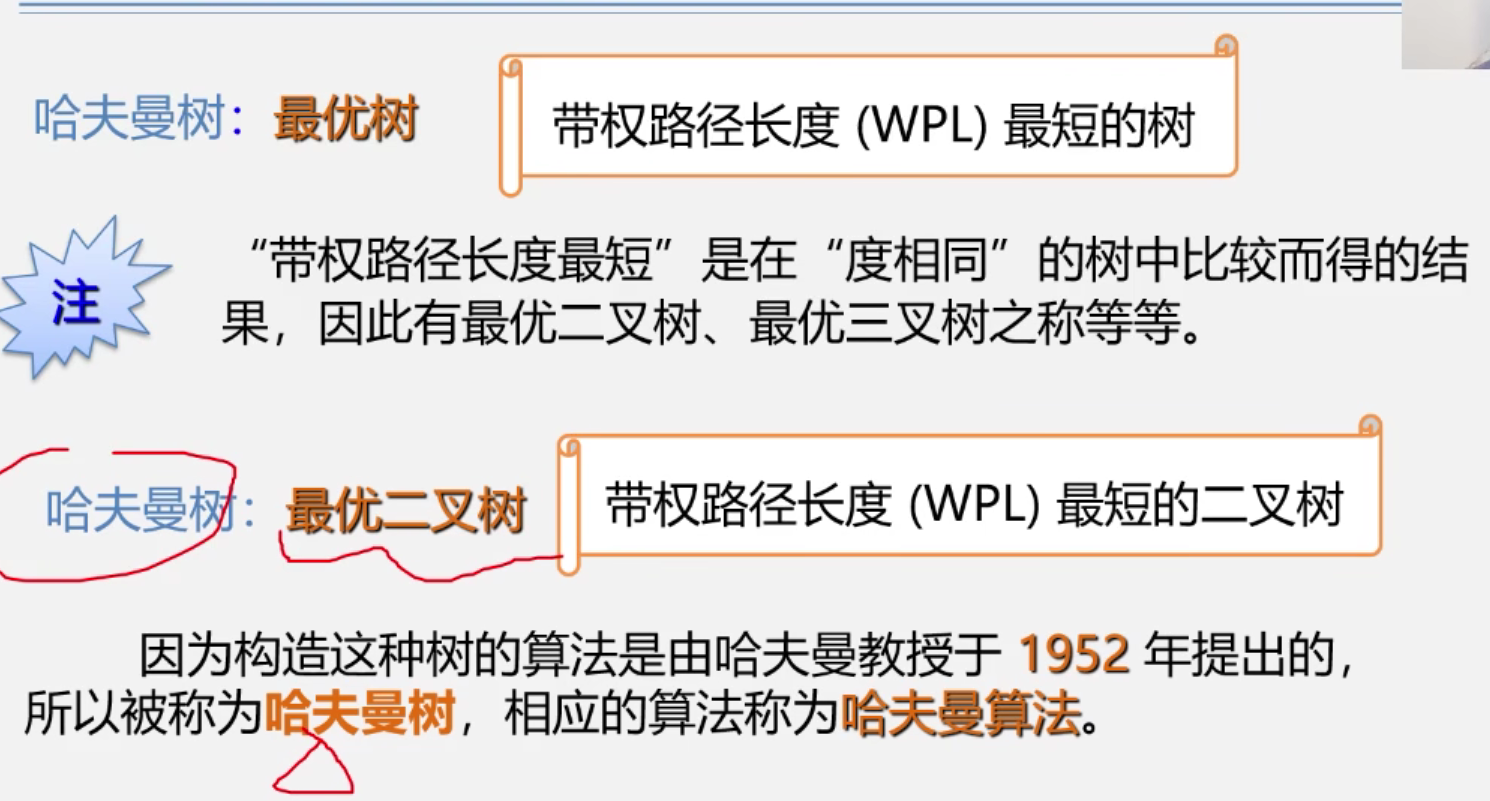 哈夫曼树：最优树 带权路径长度 (WPL) 最短的树
注
“带权路径长度最短”是在“度相同”的树中比较而得的结
果，因此有最优二叉树、最优三叉树之称等等。
哈夫曼树：最优二叉树 带权路径长度 (WPL) 最短的二叉树
因为构造这种树的算法是由哈夫曼教授于 1952 年提出的，
所以被称为哈夫曼树，相应的算法称为哈夫曼算法。